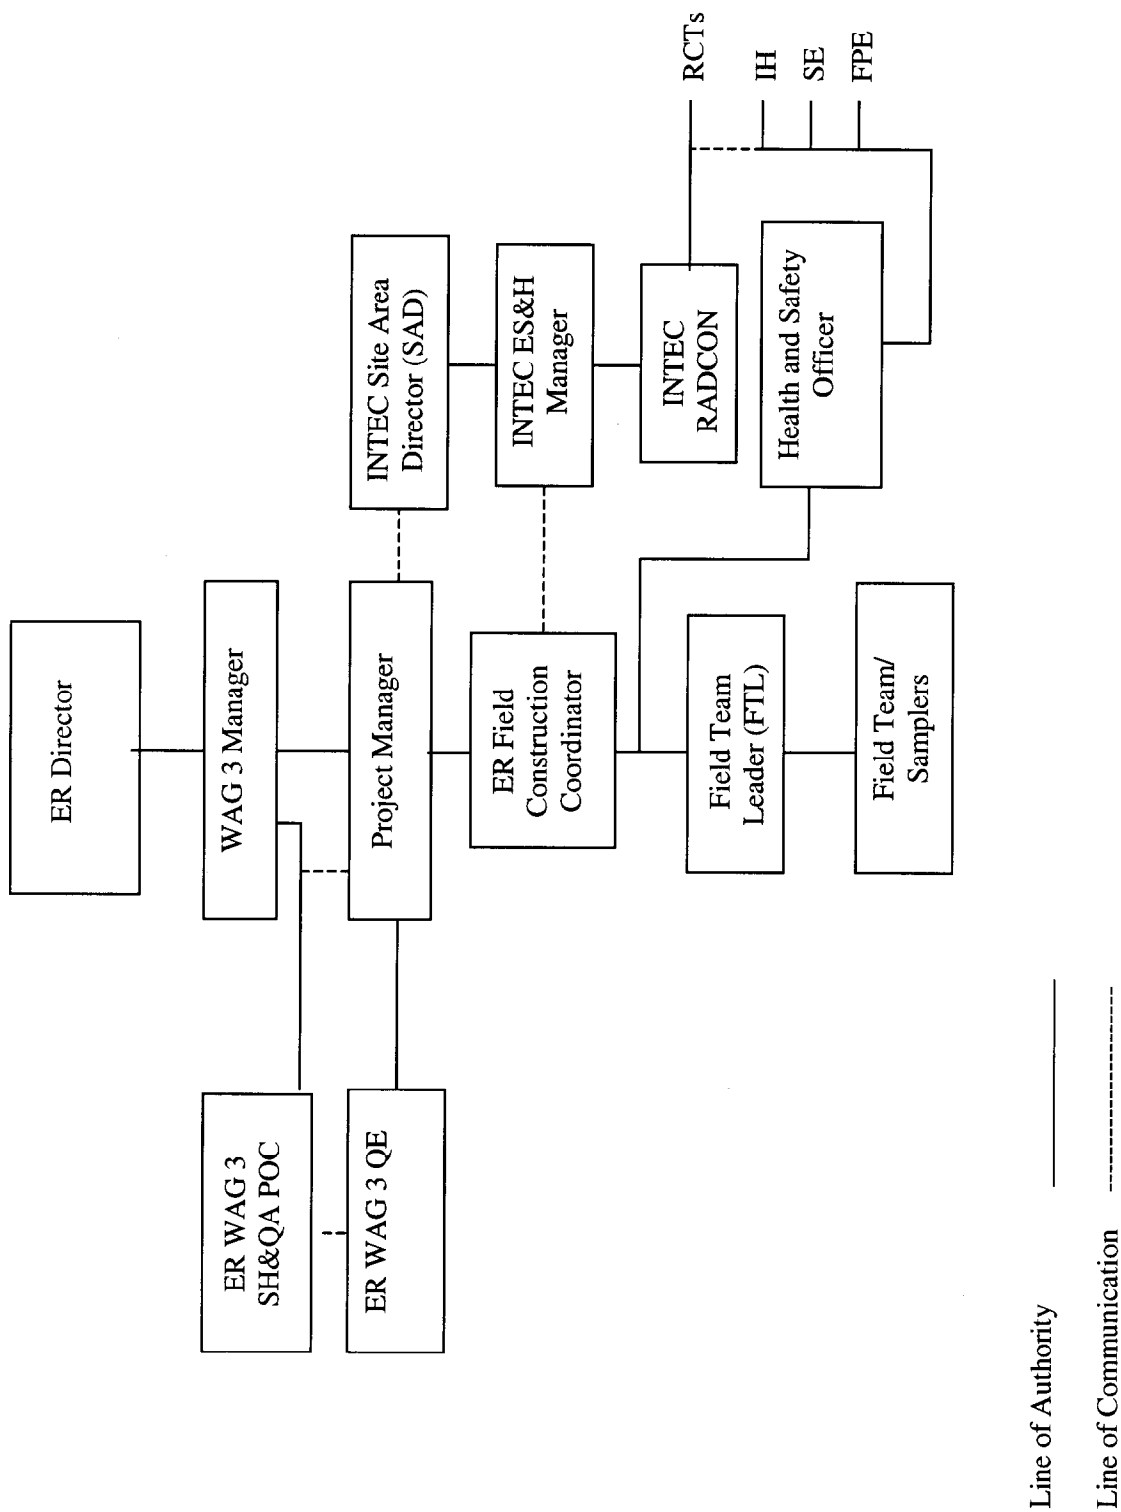 ER Director
WAG 3 Manager
ER WAG 3
SH&QA POC
ER WAG 3 QE
Project Manager
INTEC Site Area
Director (SAD)
ER Field
Construction
Coordinator
INTEC ES&H
Manager
INTEC
RADCON
RCTs
Field Team
Leader (FTL)
Health and Safety
Officer
IH
SE
FPE
Field Team/
Samplers
Line of Authority
Line of Communication